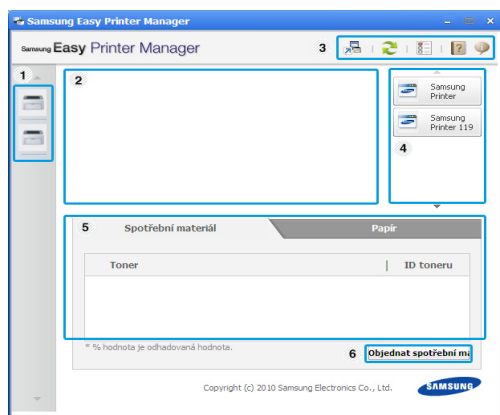 Samsung Easy Printer Manager
Samsung Easy Printer Manager
3
1
2
Samsung Printer
Samsung Printer 119
4
5 Spotřební materiál Papír
Toner ID toneru
* % hodnota je odhadovaná hodnota.
6 Objednat spotřební ma
Copyright (c) 2010 Samsung Electronics Co., Ltd. SAMSUNG